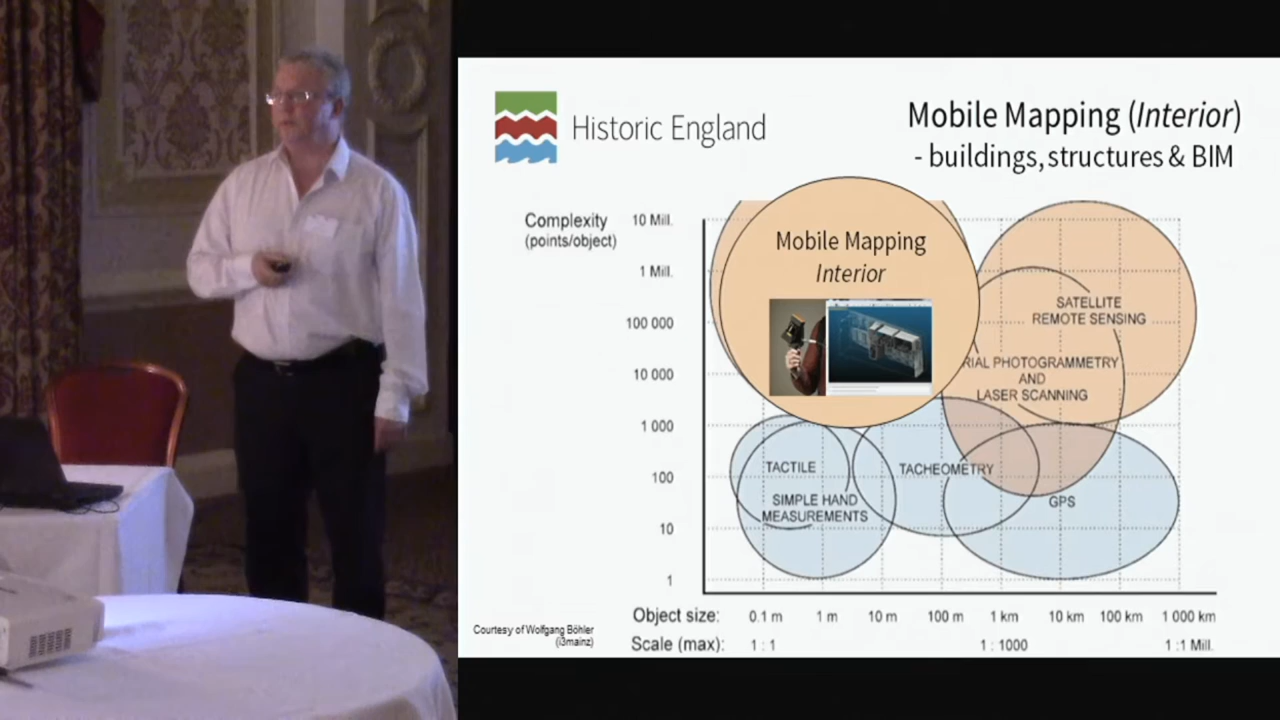 Historic England
Mobile Mapping (Interior)
- buildings, structures & BIM
Complexity
(points/object)
10 Mill.
1 Mill.
100 000
10 000
1 000
100
10
1
Mobile Mapping
Interior
SATELLITE
REMOTE SENSING
RIAL PHOTOGRAMMETRY
AND
LASER SCANNING
TACTILE
SIMPLE HAND
MEASUREMENTS
TACHEOMETRY
GPS
Object size: 0.1 m 1 m 10 m 100 m 1 km 10 km 100 km 1 000 km
Scale (max): 1 : 1 1 : 1000 1 :1 Mill.
Courtesy of Wolfgang Böhler
(i3mainz)